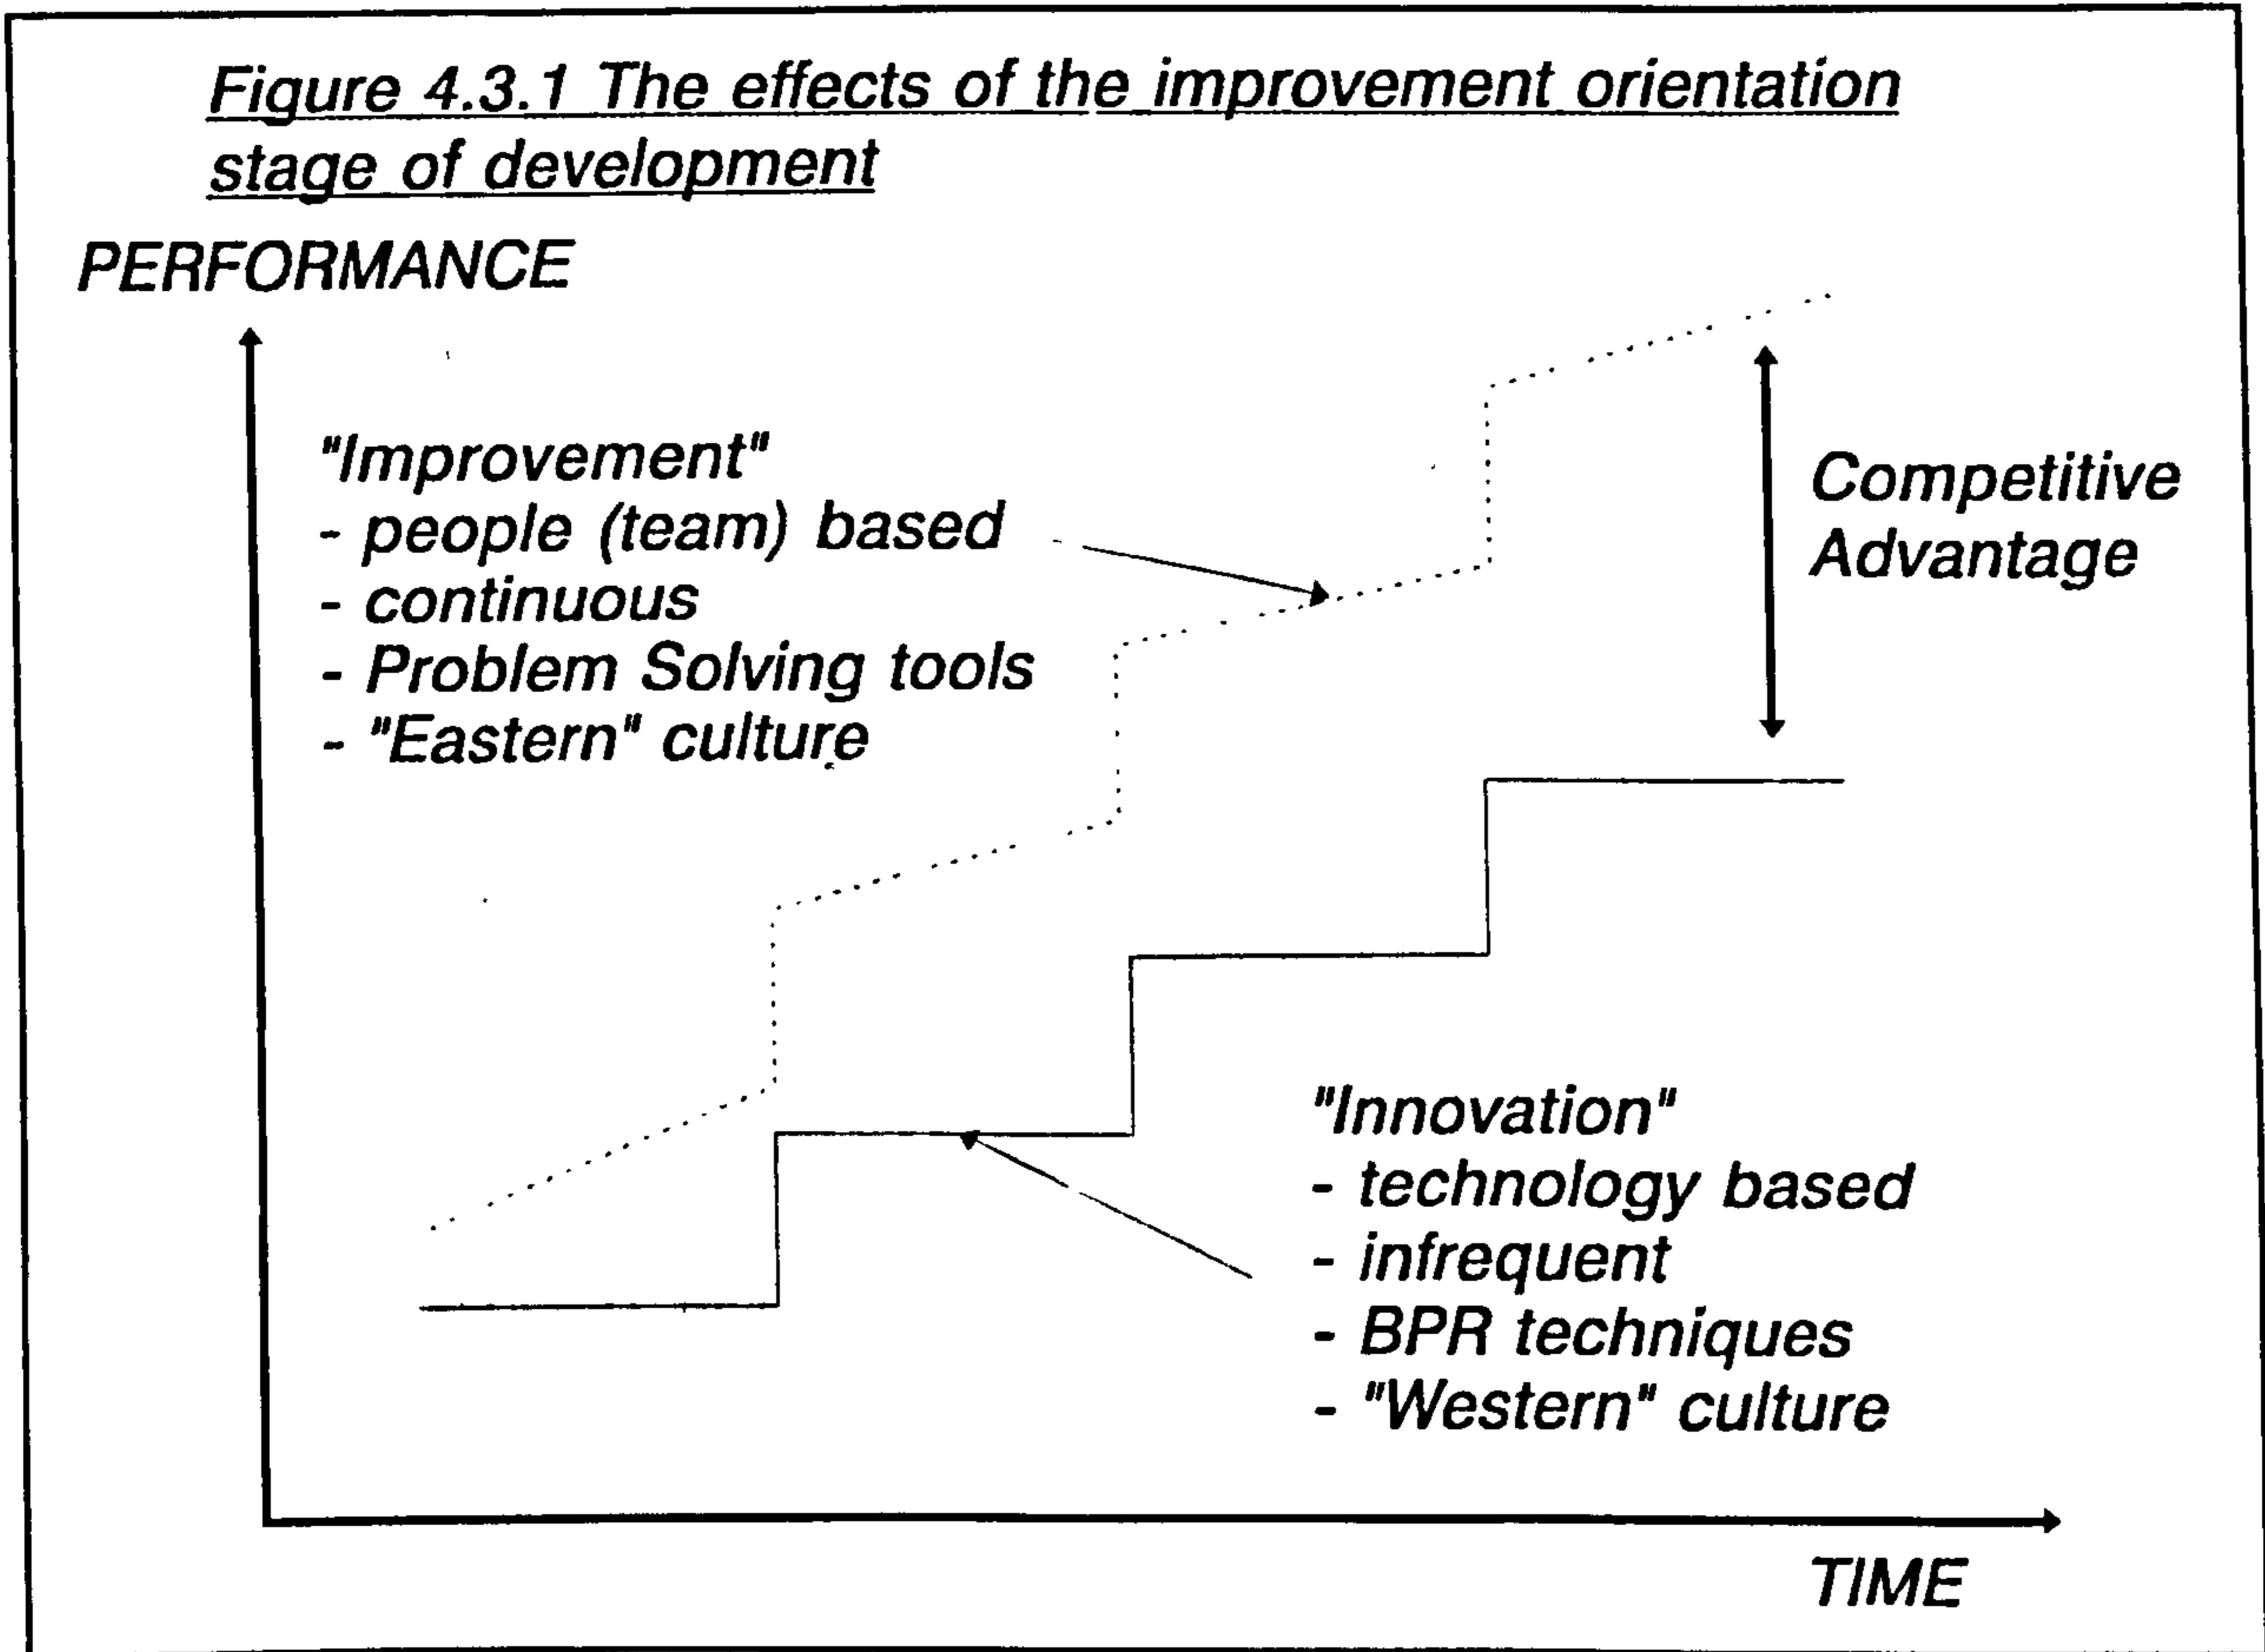 Figure 4.3.1 The effects of the improvement orientation
stage of development
PERFORMANCE
"Improvement"
- people (team) based
- continuous
- Problem Solving tools
- "Eastern" culture
Competitive
Advantage
"Innovation"
- technology based
- infrequent
- BPR techniques
- "Western" culture
TIME